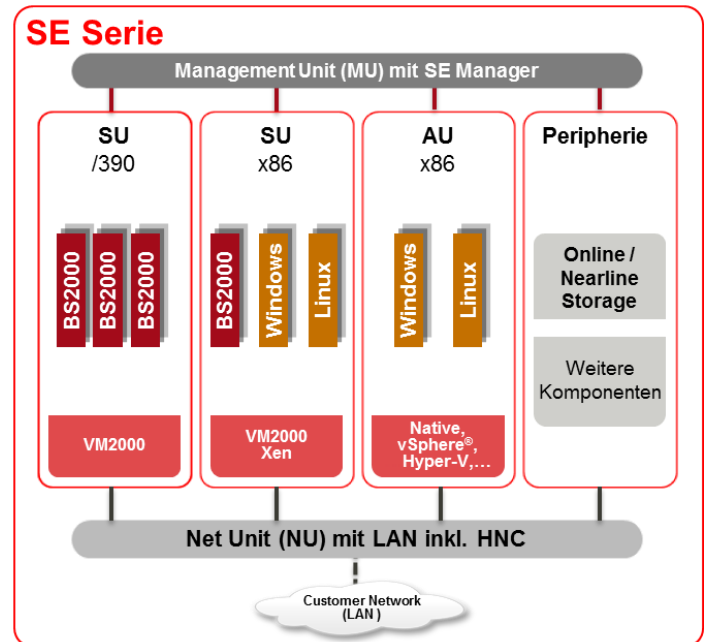 SE Serie
Management Unit (MU) mit SE Manager
SU
/390
BS2000
BS2000
BS2000
VM2000
SU
x86
BS2000
Windows
Linux
VM2000
Xen
AU
x86
Windows
Linux
Native,
vSphere®,
Hyper-V,...
Peripherie
Online /
Nearline
Storage
Weitere
Komponenten
Net Unit (NU) mit LAN inkl. HNC
Customer Network
(LAN )